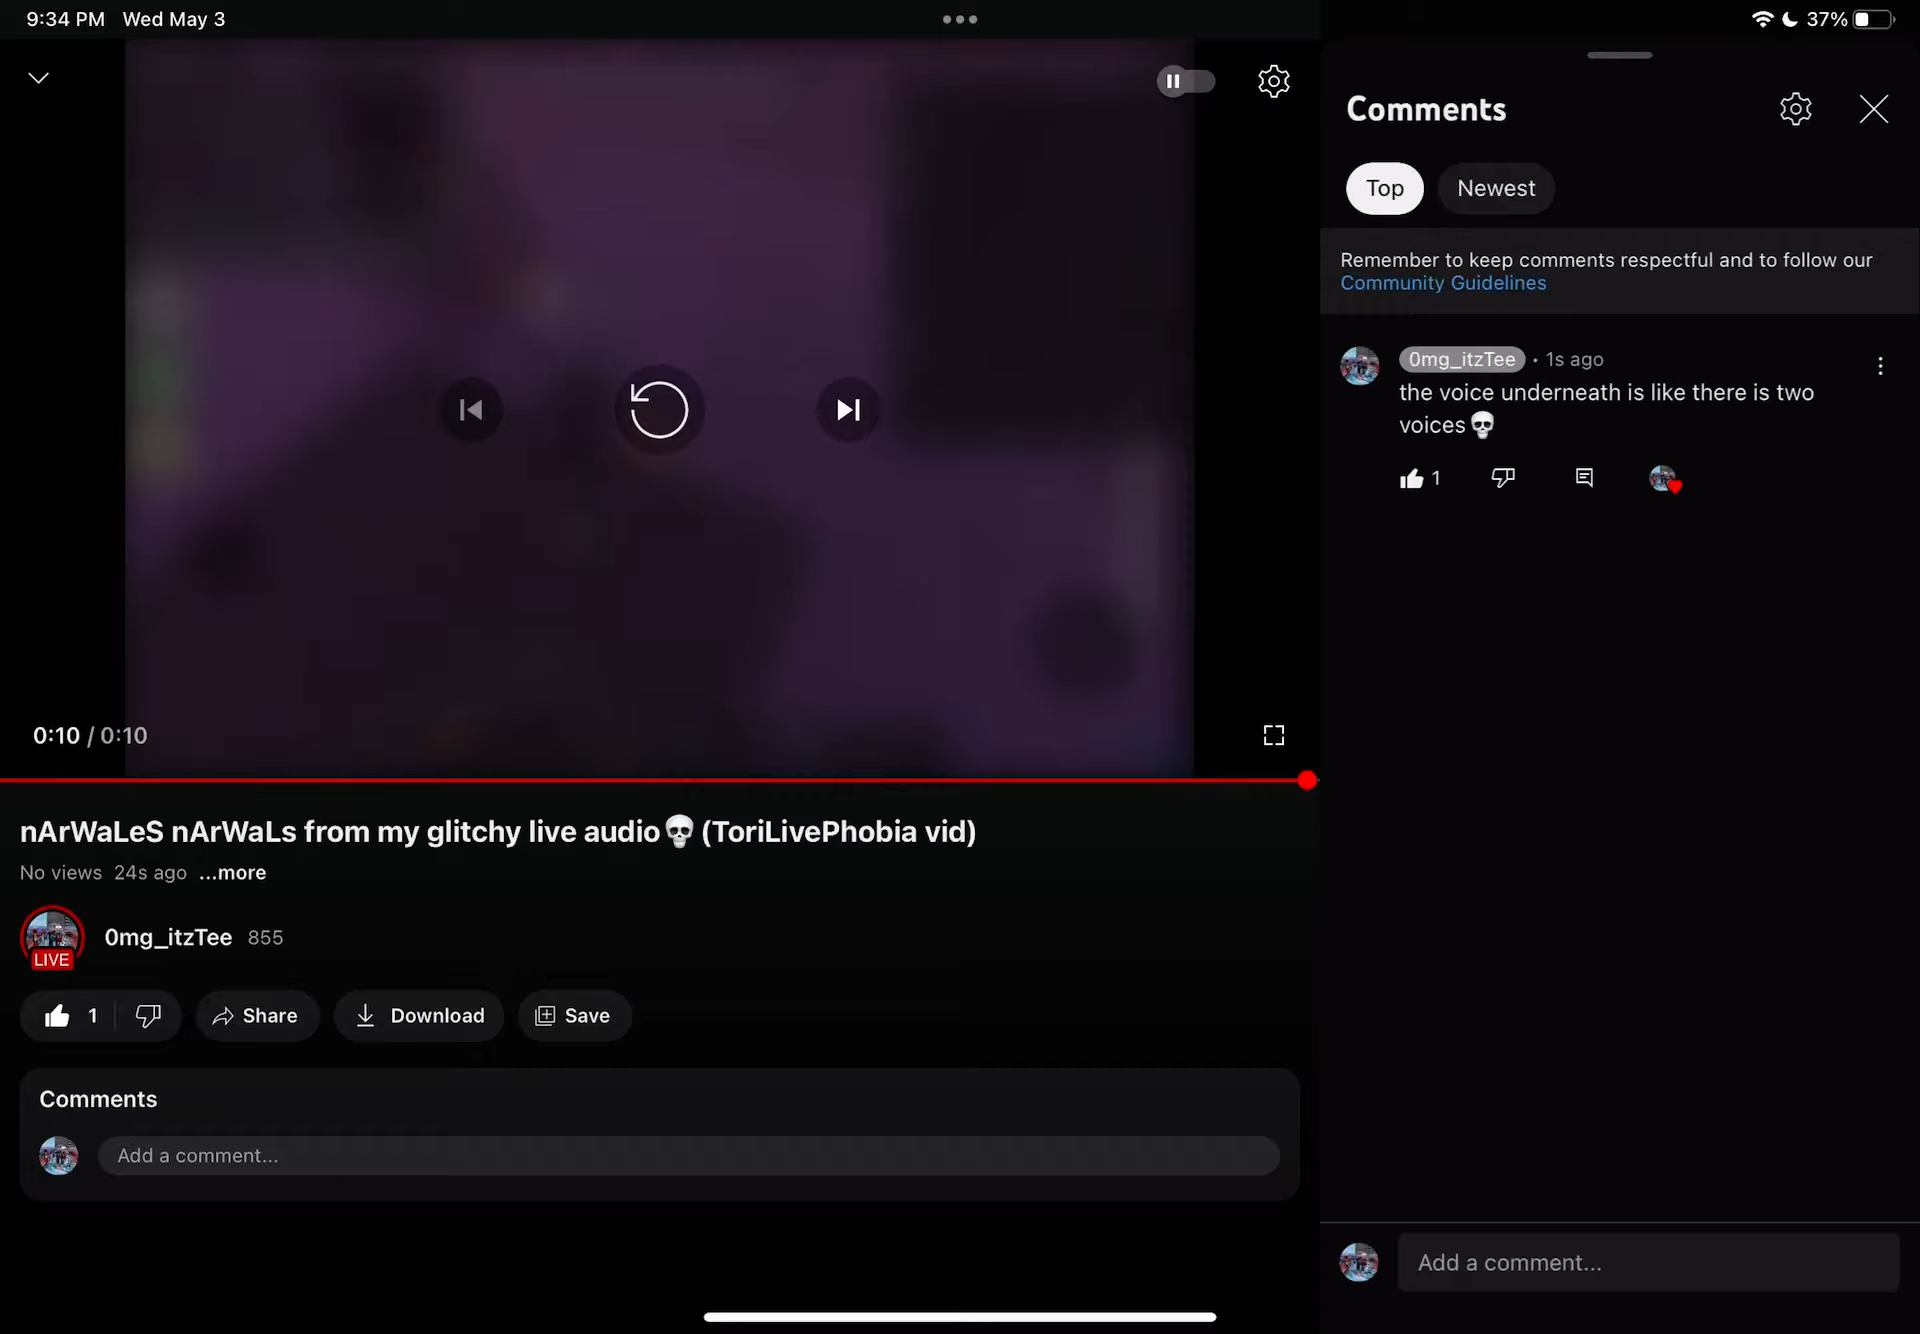 9:34 PM Wed May 3
37%
Comments
Top Newest
Remember to keep comments respectful and to follow our
Community Guidelines
0mg_itzTee • 1s ago
the voice underneath is like there is two
voices💀
1
0:10 / 0:10
nArWaLeS nArWaLs from my glitchy live audio💀 (ToriLivePhobia vid)
No views 24s ago ...more
LIVE
0mg_itzTee 855
1 Share Download Save
Comments
Add a comment...
Add a comment...